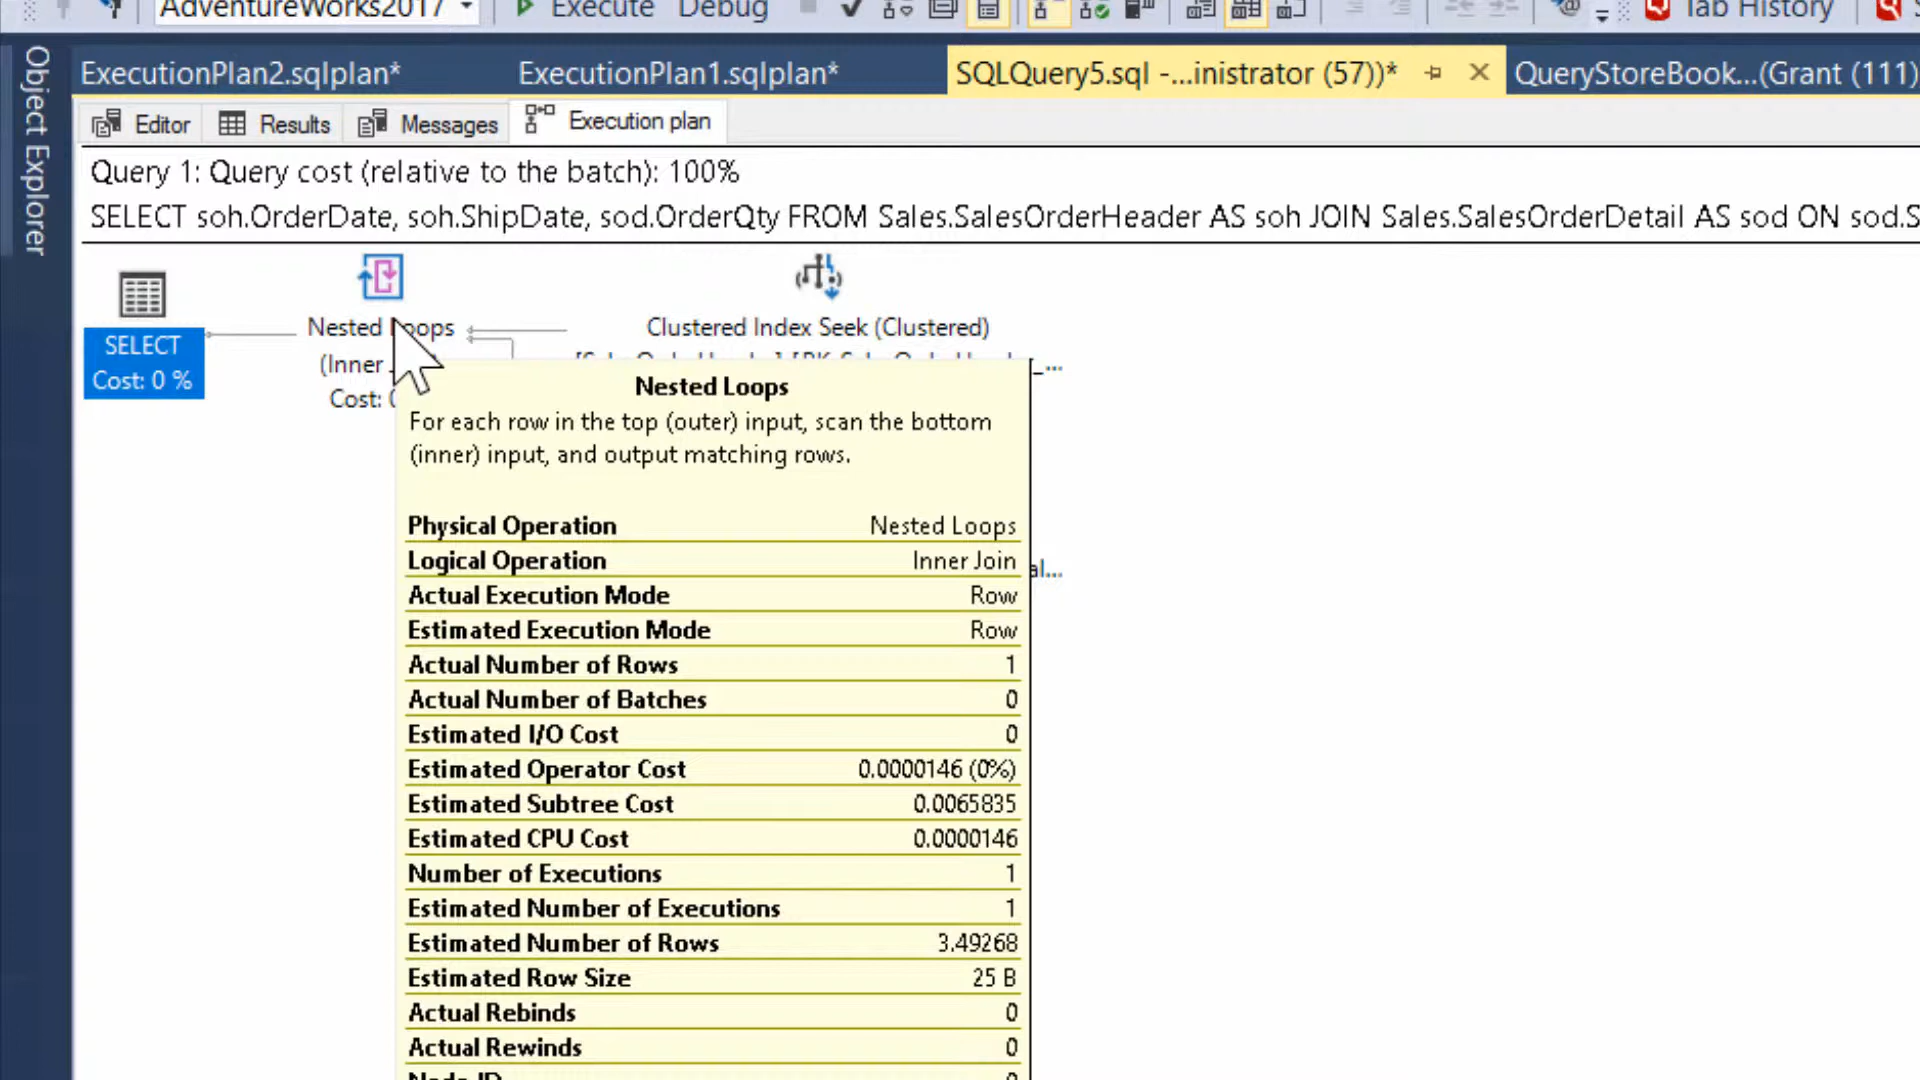 AdventureWorks2017 Execute Debug Tab History
Object Explorer
ExecutionPlan2.sqlplan* ExecutionPlan1.sqlplan* SQLQuery5.sql -...inistrator (57))* QueryStoreBook...(Grant (111)
Editor Results Messages Execution plan
Query 1: Query cost (relative to the batch): 100%
SELECT soh.OrderDate, soh.ShipDate, sod.OrderQty FROM Sales.SalesOrderHeader AS soh JOIN Sales.SalesOrderDetail AS sod ON sod.S
SELECT
Cost: 0 %
Nested Loops
(Inner
Cost:
Clustered Index Seek (Clustered)
Nested Loops
For each row in the top (outer) input, scan the bottom
(inner) input, and output matching rows.
Physical Operation Nested Loops
Logical Operation Inner Join
Actual Execution Mode Row
Estimated Execution Mode Row
Actual Number of Rows 1
Actual Number of Batches 0
Estimated I/O Cost 0
Estimated Operator Cost 0.0000146 (0%)
Estimated Subtree Cost 0.0065835
Estimated CPU Cost 0.0000146
Number of Executions 1
Estimated Number of Executions 1
Estimated Number of Rows 3.49268
Estimated Row Size 25 B
Actual Rebinds 0
Actual Rewinds 0
Node ID 0